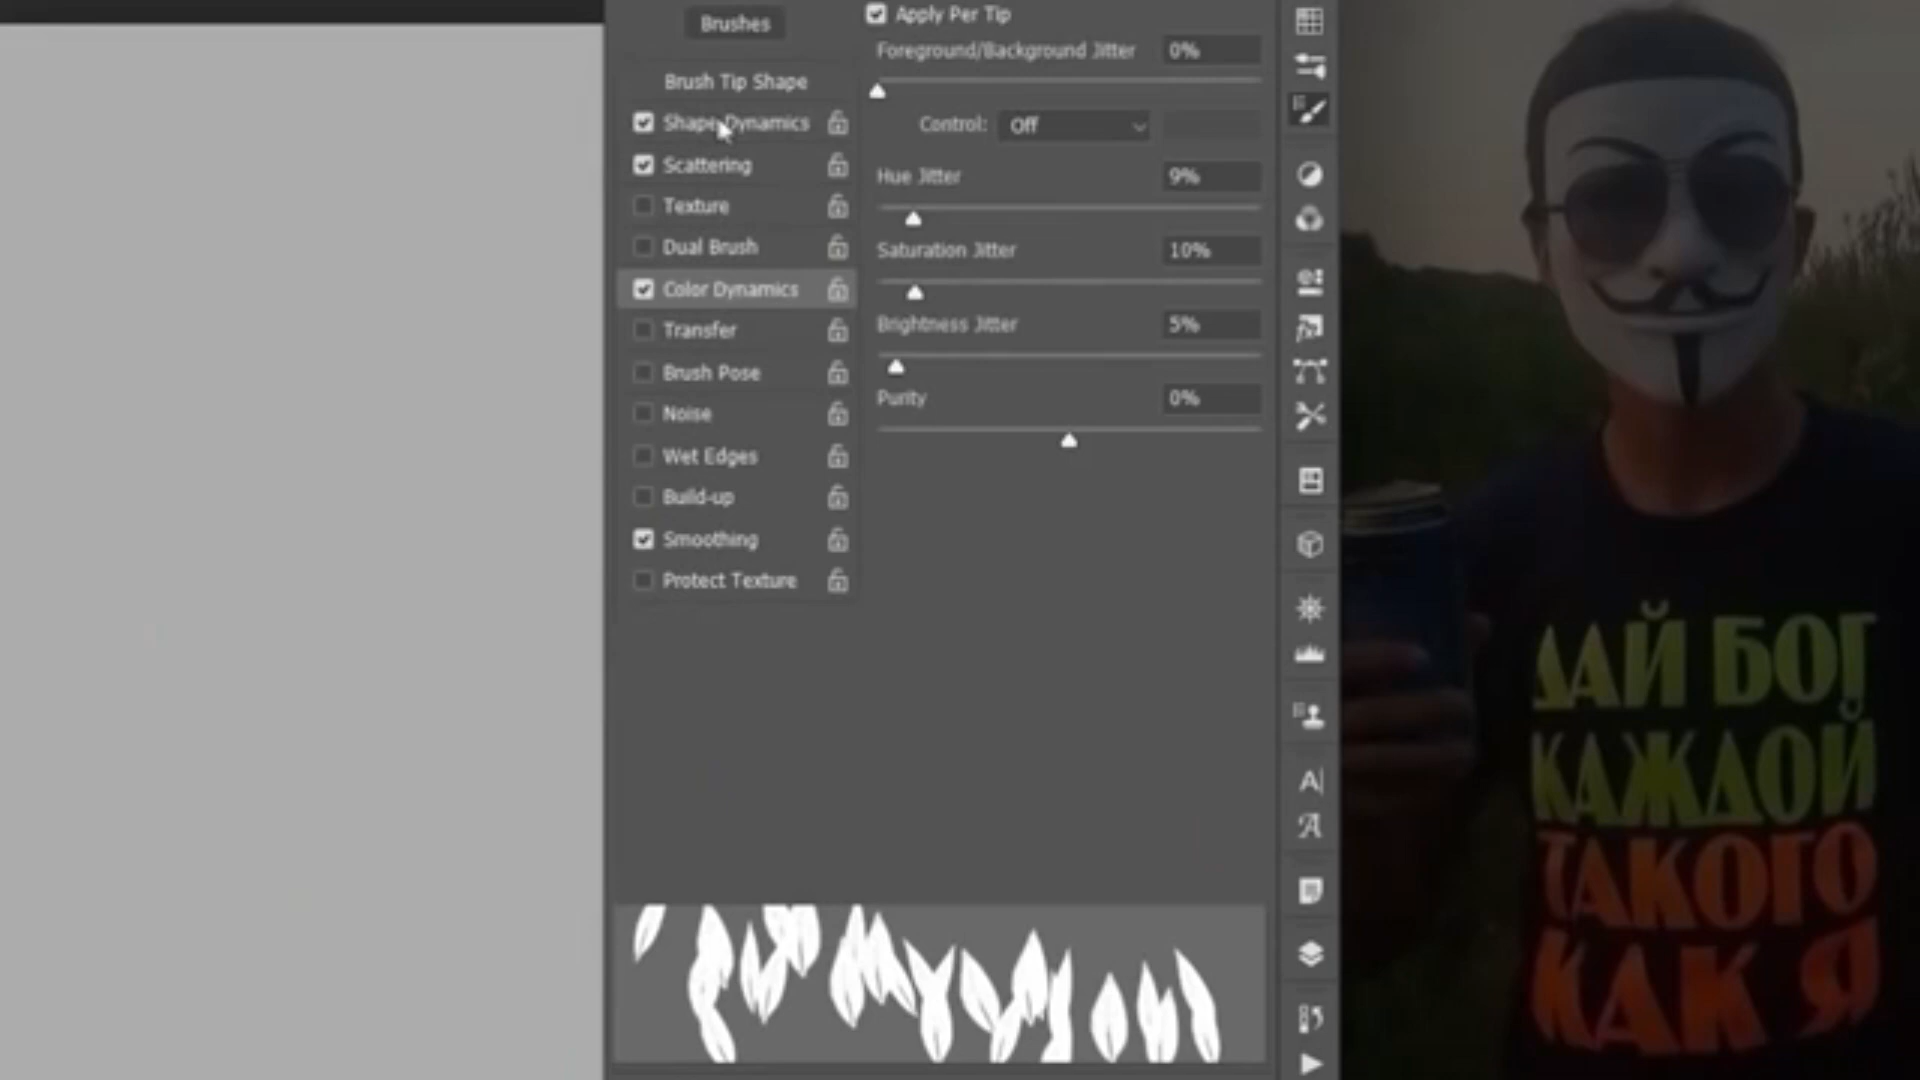 Brushes
Brush Tip Shape
Shape Dynamics
Scattering
Texture
Dual Brush
Color Dynamics
Transfer
Brush Pose
Noise
Wet Edges
Build-up
Smoothing
Protect Texture
Apply Per Tip
Foreground/Background Jitter 0%
Control: Off
Hue Jitter 9%
Saturation Jitter 10%
Brightness Jitter 5%
Purity 0%
ДАЙ БОГ
КАЖДОЙ
ТАКОГО
КАК Я